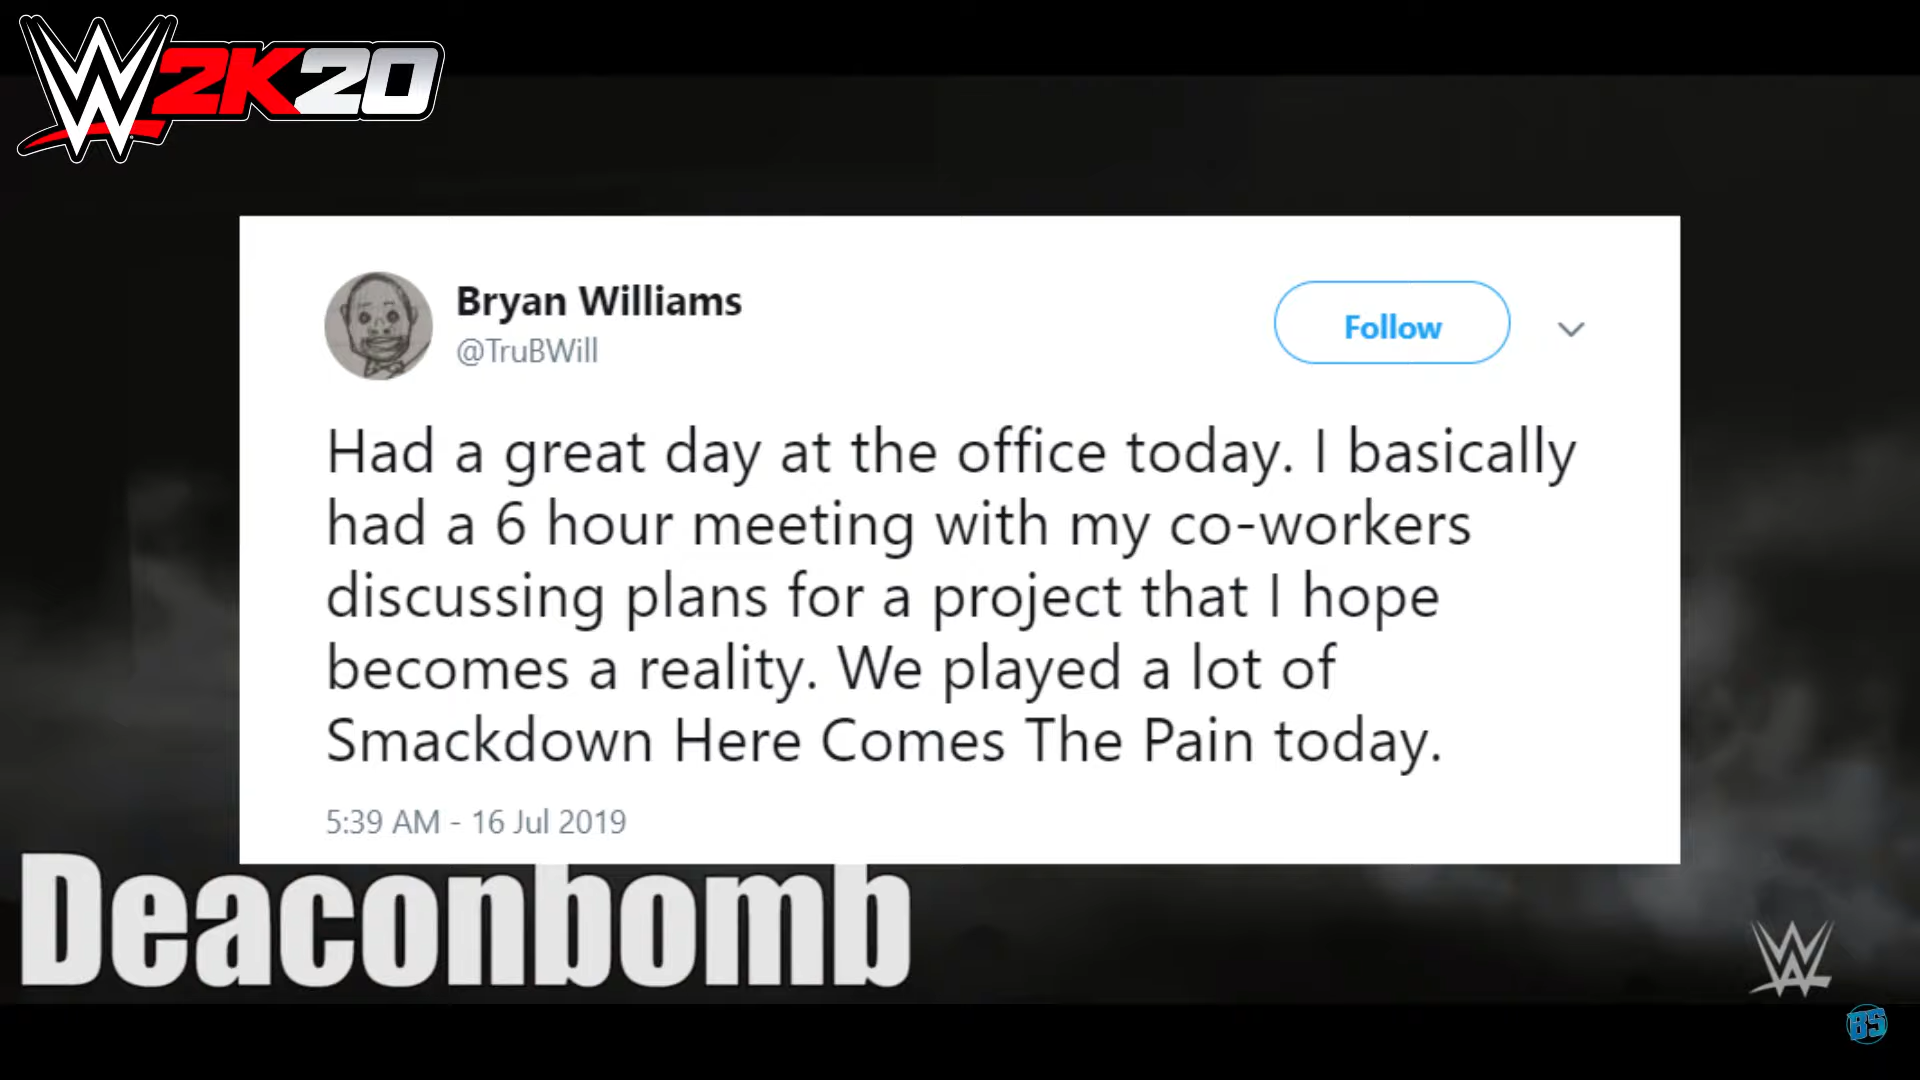 W2K20
Bryan Williams
@TruBWill
Follow
Had a great day at the office today. I basically
had a 6 hour meeting with my co-workers
discussing plans for a project that I hope
becomes a reality. We played a lot of
Smackdown Here Comes The Pain today.
5:39 AM - 16 Jul 2019
Deaconbomb
W
BS